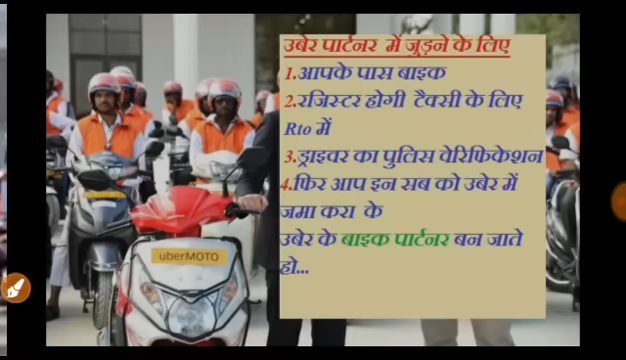 उबेर पार्टनर में जुड़ने के लिए
1.आपके पास बाइक
2.रजिस्टर होगी टैक्सी के लिए
Rto में
3.ड्राइवर का पुलिस वेरिफिकेशन
4.फिर आप इन सब को उबेर में
जमा करा के
उबेर के बाइक पार्टनर बन जाते
हो...
uberMOTO